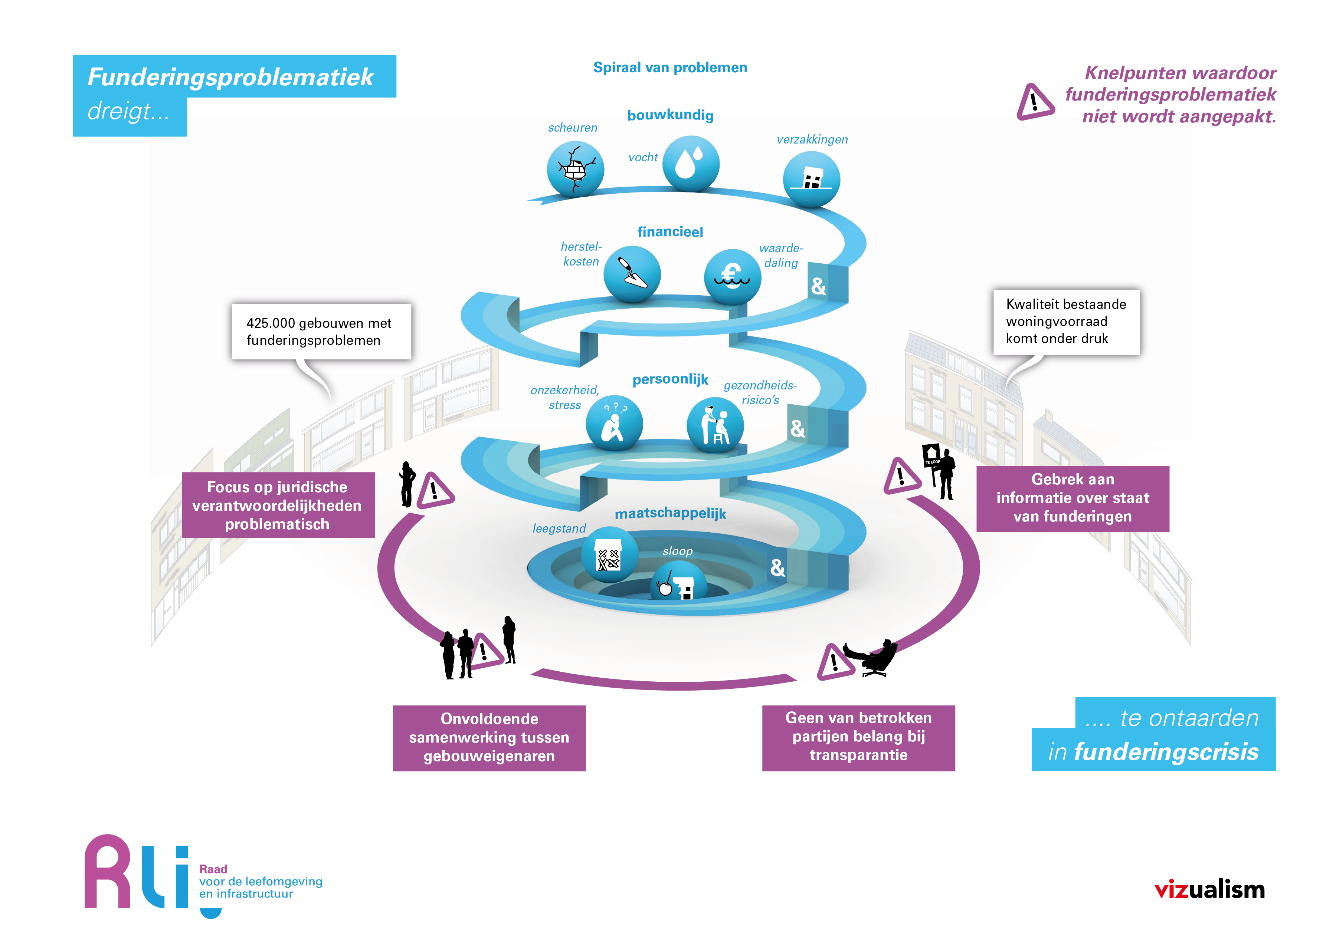 Funderingsproblematiek
dreigt...
Spiraal van problemen
Knelpunten waardoor
funderingsproblematiek
niet wordt aangepakt.
bouwkundig
scheuren
vocht
verzakkingen
financieel
herstel-
kosten
waarde-
daling
&
425.000 gebouwen met
funderingsproblemen
Kwaliteit bestaande
woningvoorraad
komt onder druk
persoonlijk
onzekerheid,
stress
? ? ?
gezondheids-
risico's
&
Focus op juridische
verantwoordelijkheden
problematisch
Gebrek aan
informatie over staat
van funderingen
maatschappelijk
leegstand
sloop
&
Onvoldoende
samenwerking tussen
gebouweigenaren
Geen van betrokken
partijen belang bij
transparantie
.... te ontaarden
in funderingscrisis
Rli
Raad
voor de leefomgeving
en infrastructuur
vizualism